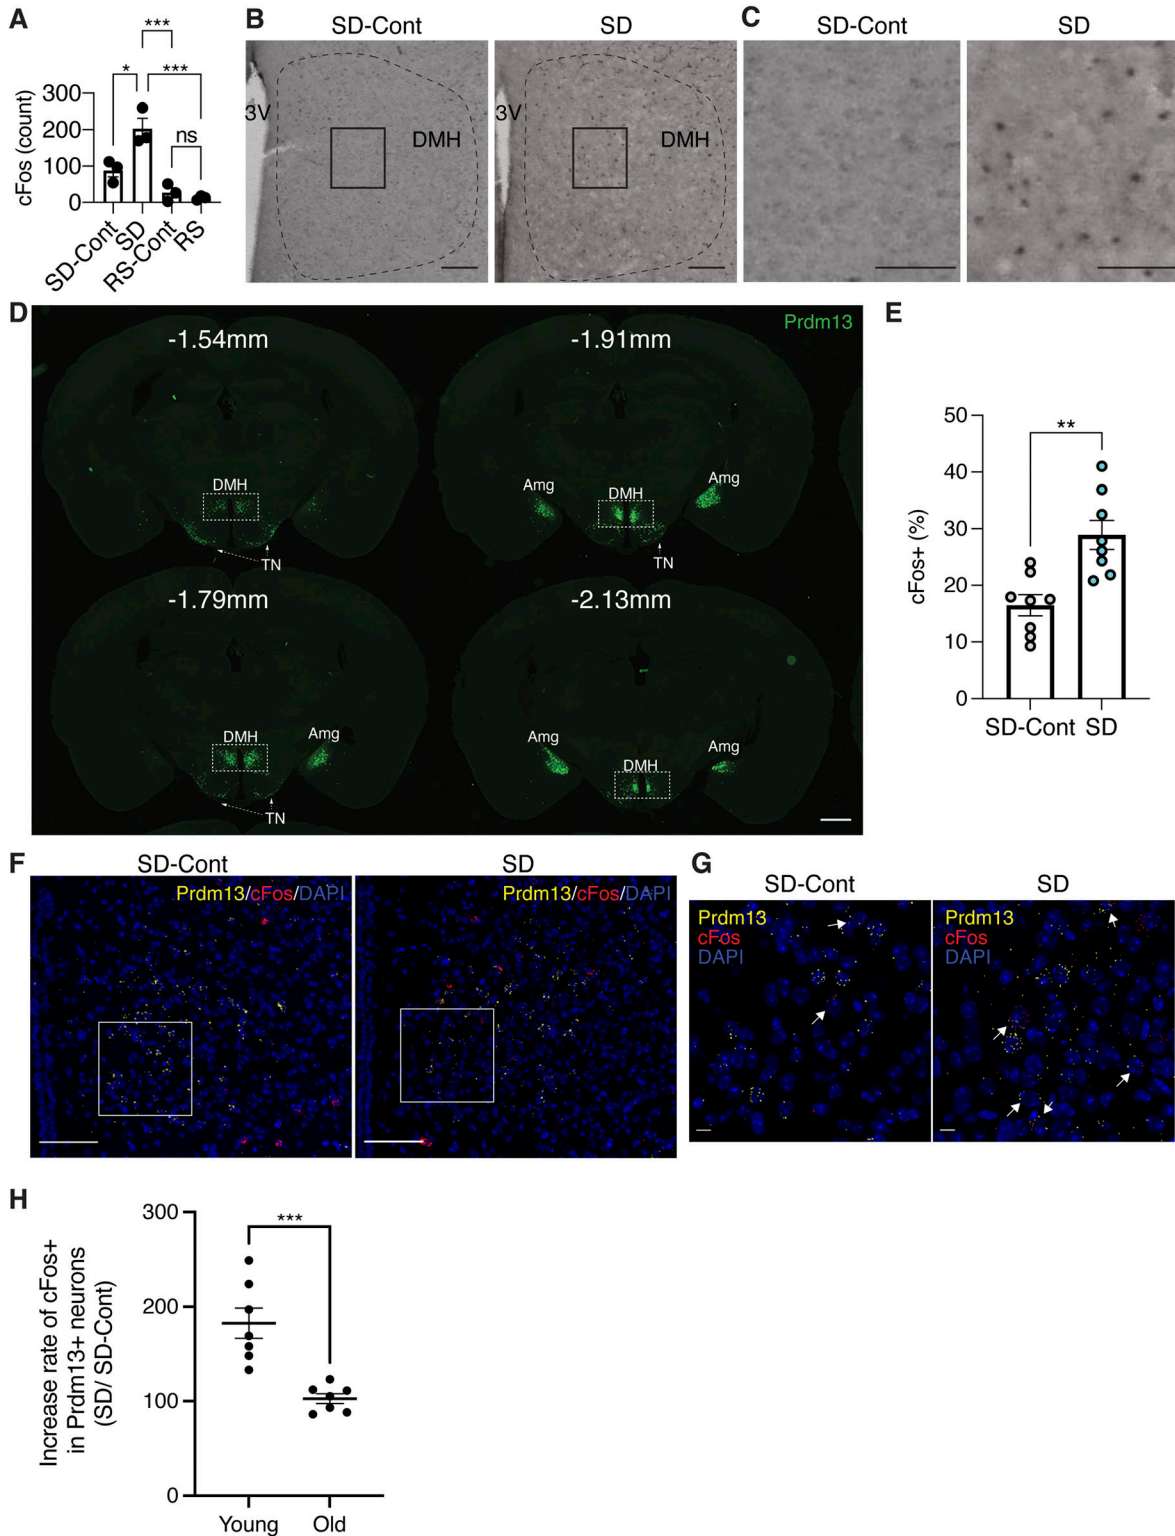 A
***
*
***
ns
cFos (count)
300
200
100
0
SD-Cont
SD
RS-Cont
RS
B
SD-Cont
SD
3V
DMH
3V
DMH
C
SD-Cont
SD
D
Prdm13
-1.54mm
-1.91mm
DMH
TN
Amg
DMH
Amg
TN
-1.79mm
-2.13mm
DMH
Amg
TN
Amg
DMH
Amg
E
**
cFos+ (%)
50
40
30
20
10
0
SD-Cont
SD
F
SD-Cont
SD
Prdm13/cFos/DAPI
Prdm13/cFos/DAPI
G
SD-Cont
SD
Prdm13
cFos
DAPI
Prdm13
cFos
DAPI
H
***
Increase rate of cFos+
in Prdm13+ neurons
(SD/ SD-Cont)
300
200
100
0
Young
Old